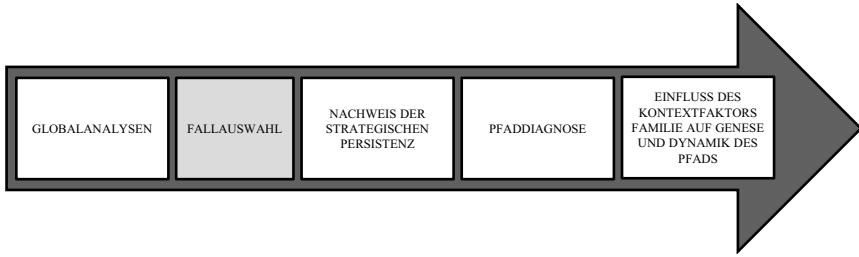 GLOBALANALYSEN
FALLAUSWAHL
NACHWEIS DER
STRATEGISCHEN
PERSISTENZ
PFADDIAGNOSE
EINFLUSS DES
KONTEXTFAKTORS
FAMILIE AUF GENESE
UND DYNAMIK DES
PFADS